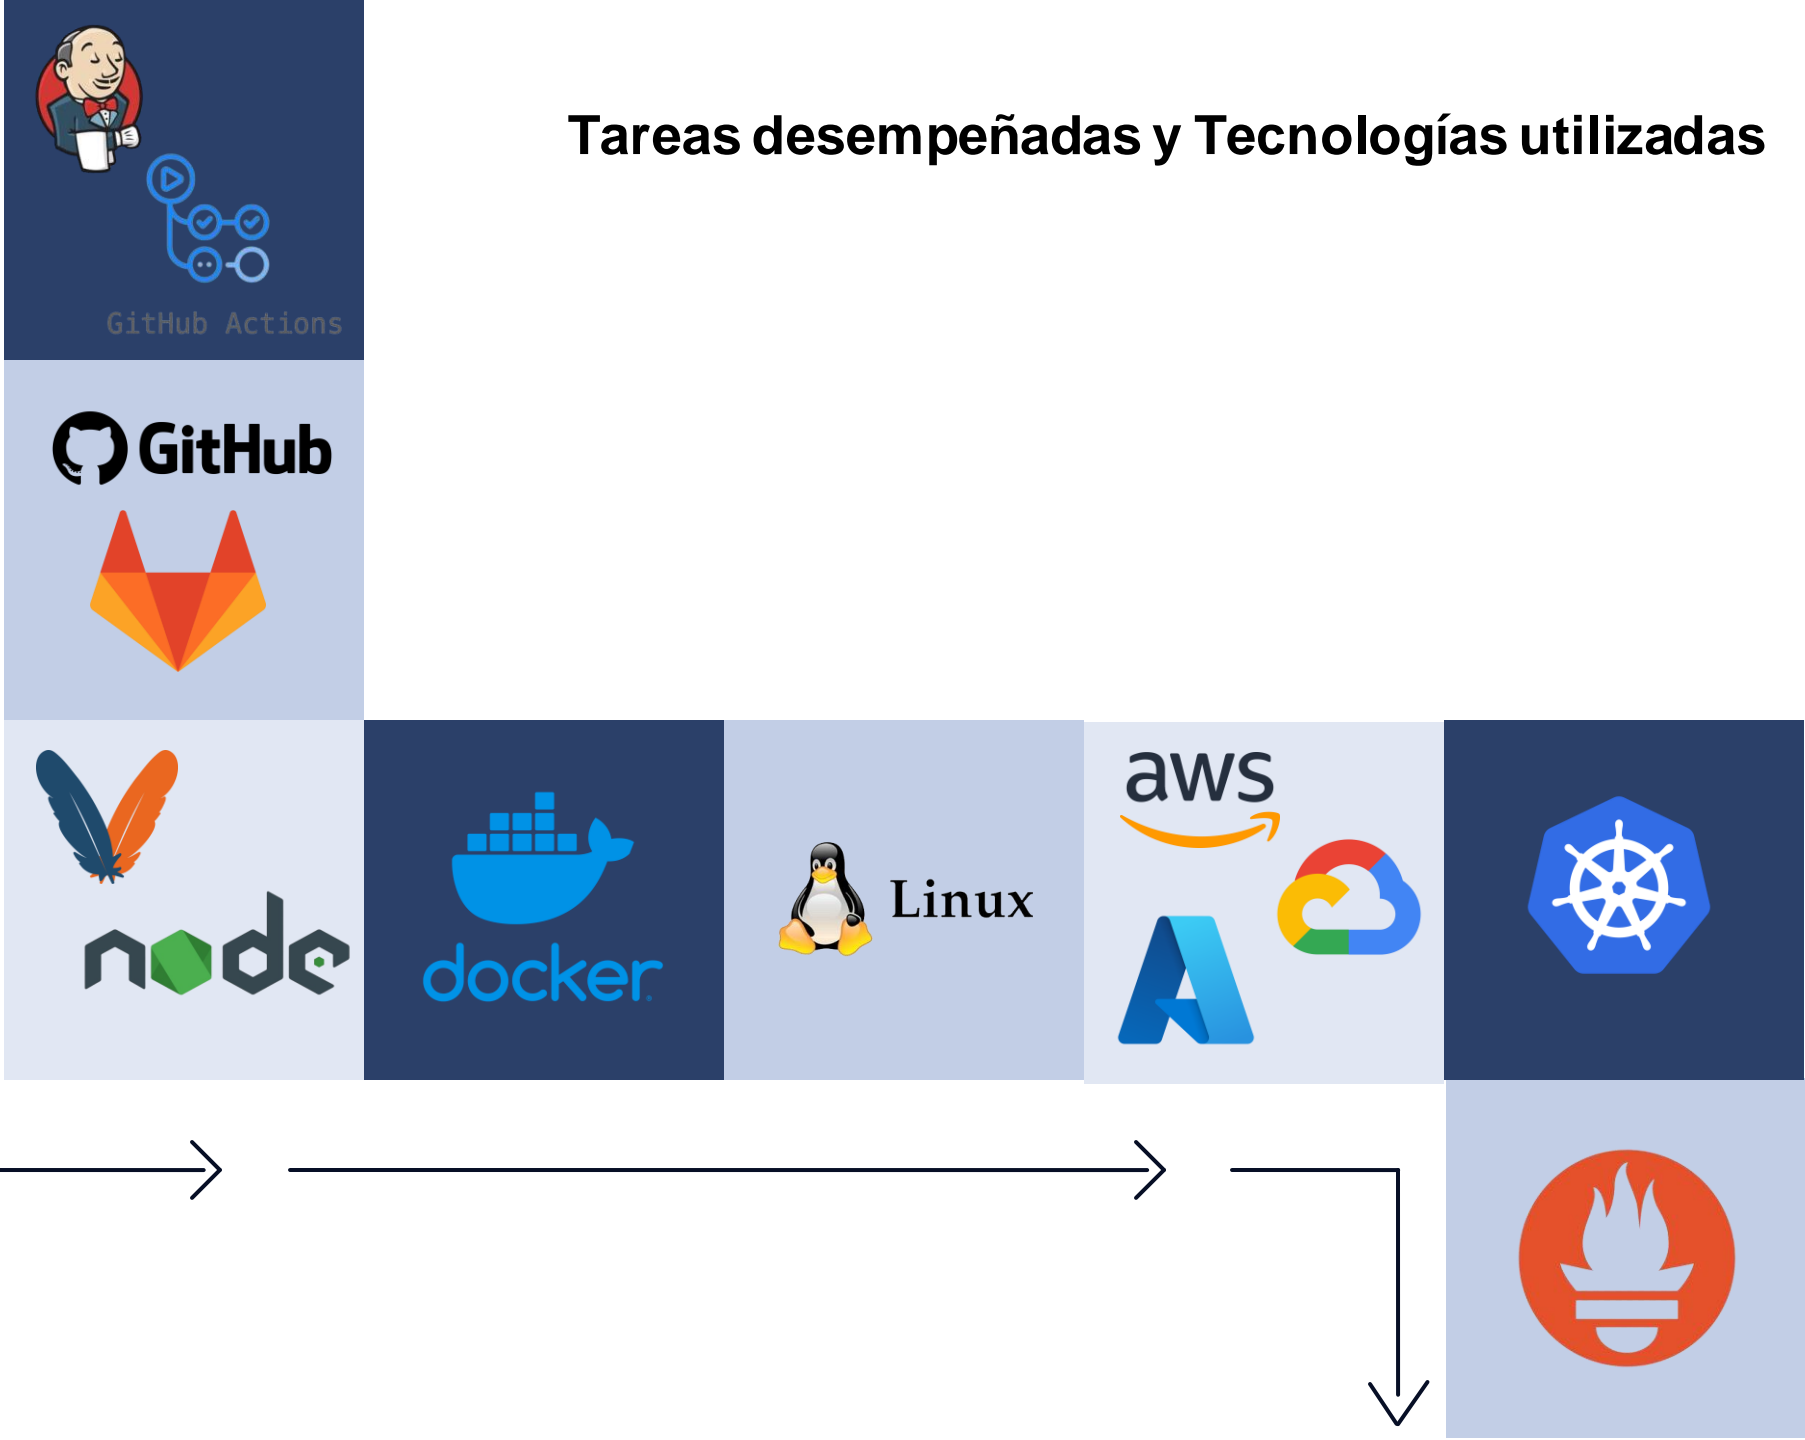 Tareas desempeñadas y Tecnologías utilizadas
GitHub Actions
GitHub
node
docker
Linux
aws